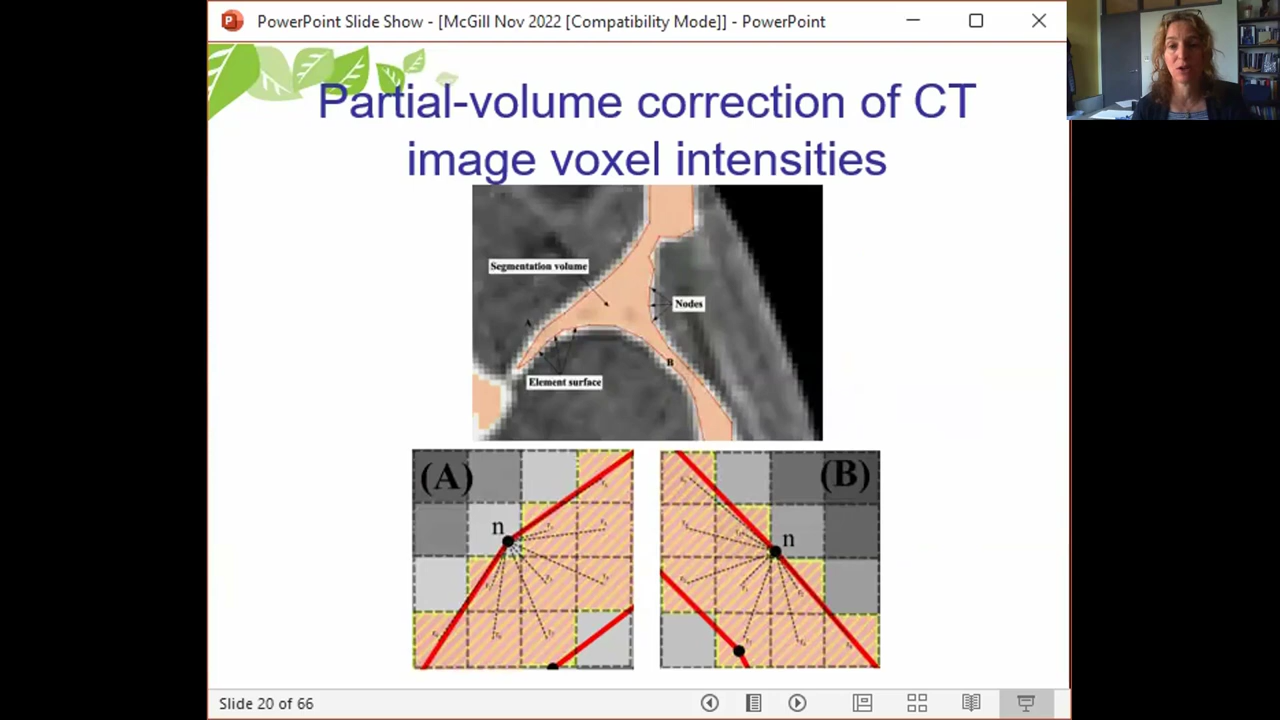 PowerPoint Slide Show - [McGill Nov 2022 [Compatibility Mode]] - PowerPoint
Partial-volume correction of CT
image voxel intensities
Segmentation volume
Nodes
A
B
Element surface
(A)
(B)
n
n
Slide 20 of 66